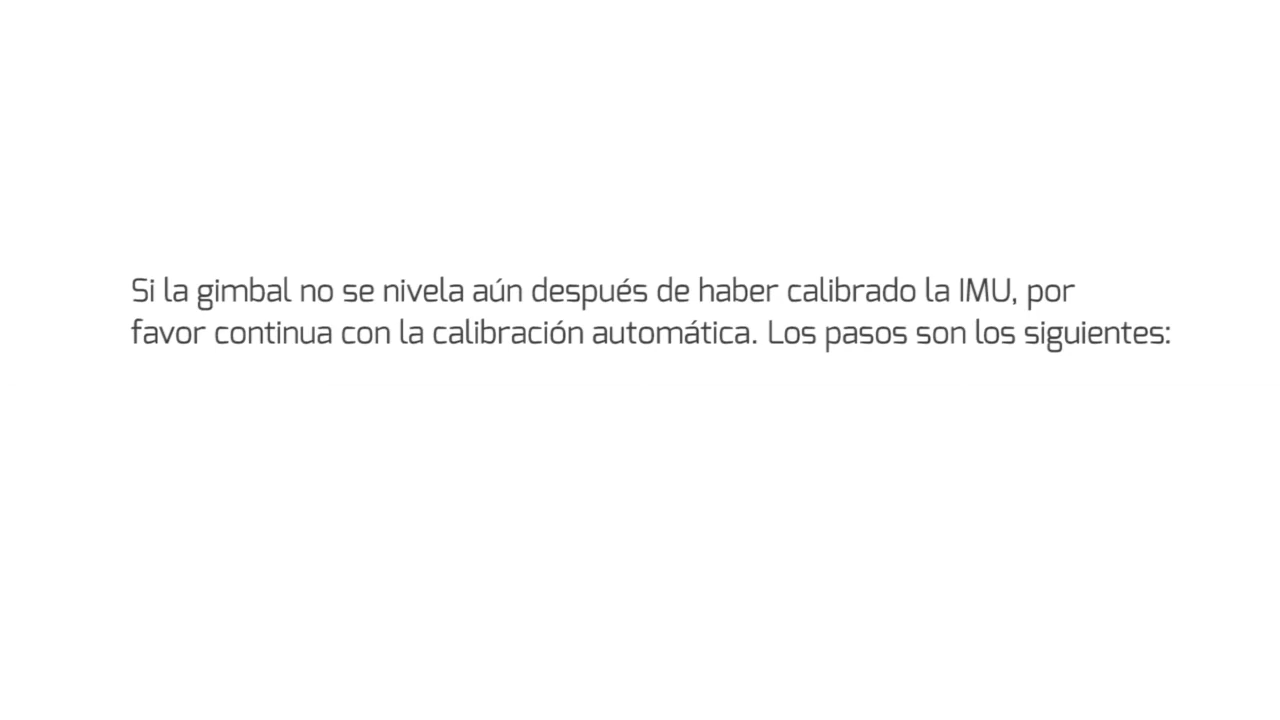 Si la gimbal no se nivela aún después de haber calibrado la IMU, por
favor continua con la calibración automática. Los pasos son los siguientes: